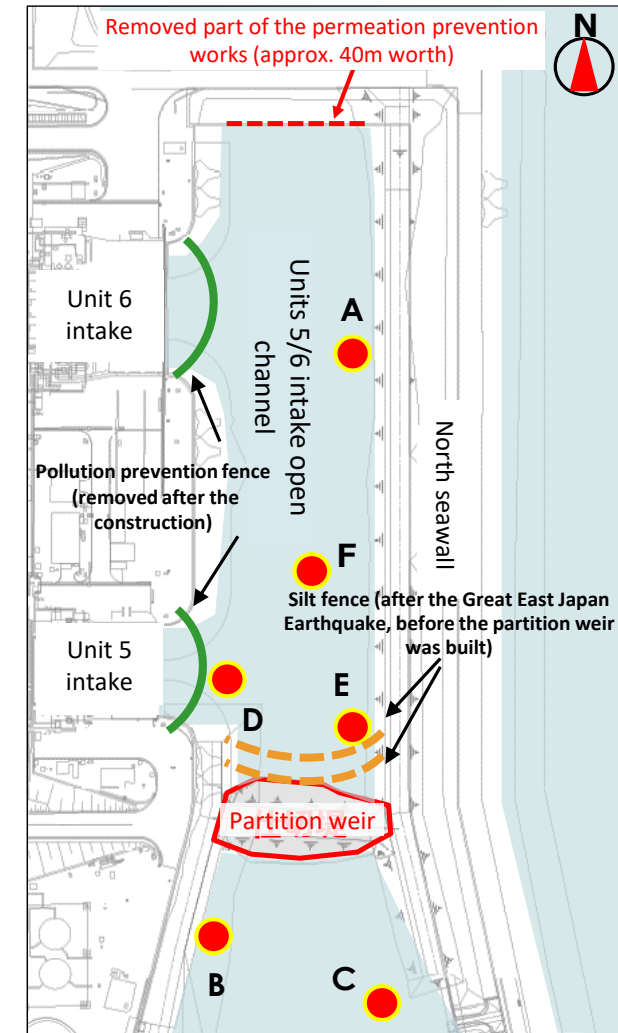 Removed part of the permeation prevention
works (approx. 40m worth)
N
Unit 6
intake
Units 5/6 intake open
channel
A
North seawall
Pollution prevention fence
(removed after the
construction)
F
Silt fence (after the Great East Japan
Earthquake, before the partition weir
was built)
Unit 5
intake
E
D
Partition weir
B
C